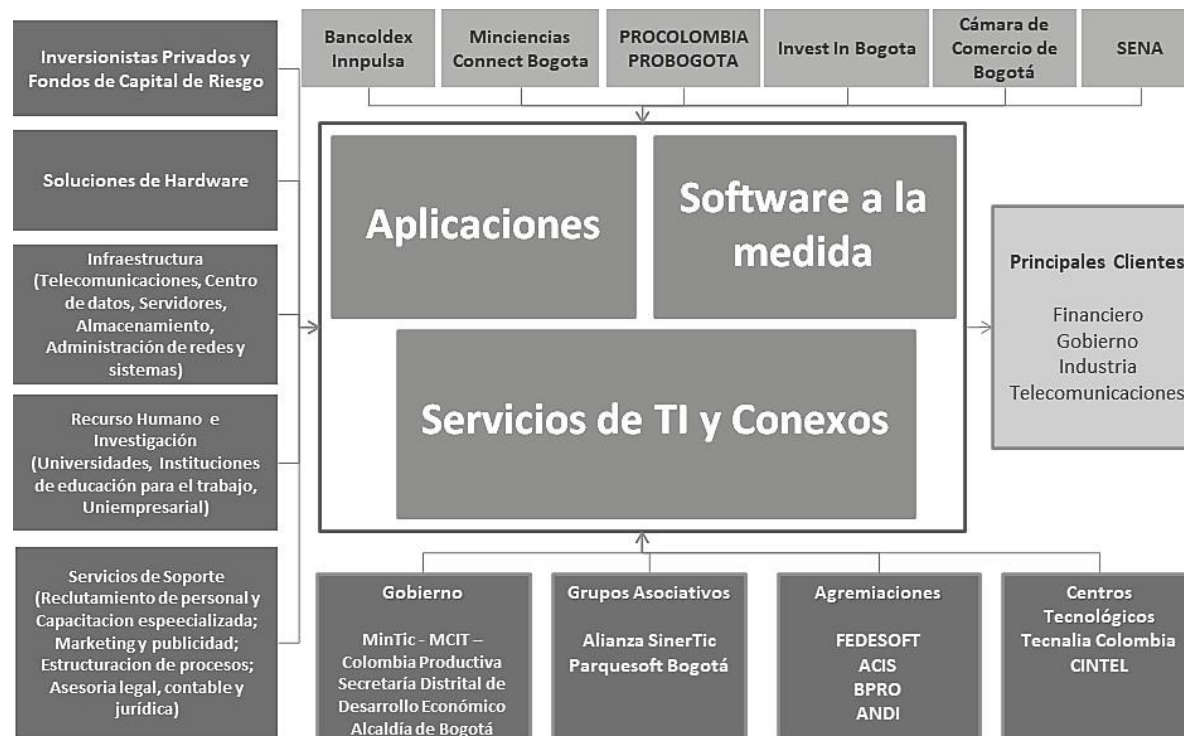 Inversionistas Privados y
Fondos de Capital de Riesgo
Bancoldex
Innpulsa
Minciencias
Connect Bogota
PROCOLOMBIA
PROBOGOTA
Invest In Bogota
Cámara de
Comercio de
Bogotá
SENA
Soluciones de Hardware
Infraestructura
(Telecomunicaciones, Centro
de datos, Servidores,
Almacenamiento,
Administración de redes y
sistemas)
Recurso Humano e
Investigación
(Universidades, Instituciones
de educación para el trabajo,
Uniempresarial)
Servicios de Soporte
(Reclutamiento de personal y
Capacitacion espeecializada;
Marketing y publicidad;
Estructuracion de procesos;
Asesoria legal, contable y
jurídica)
Aplicaciones
Software a la
medida
Servicios de TI y Conexos
Principales Clientes
Financiero
Gobierno
Industria
Telecomunicaciones
Gobierno
MinTic - MCIT –
Colombia Productiva
Secretaría Distrital de
Desarrollo Económico
Alcaldía de Bogotá
Grupos Asociativos
Alianza SinerTic
Parquesoft Bogotá
Agremiaciones
FEDESOFT
ACIS
BPRO
ANDI
Centros
Tecnológicos
Tecnalia Colombia
CINTEL